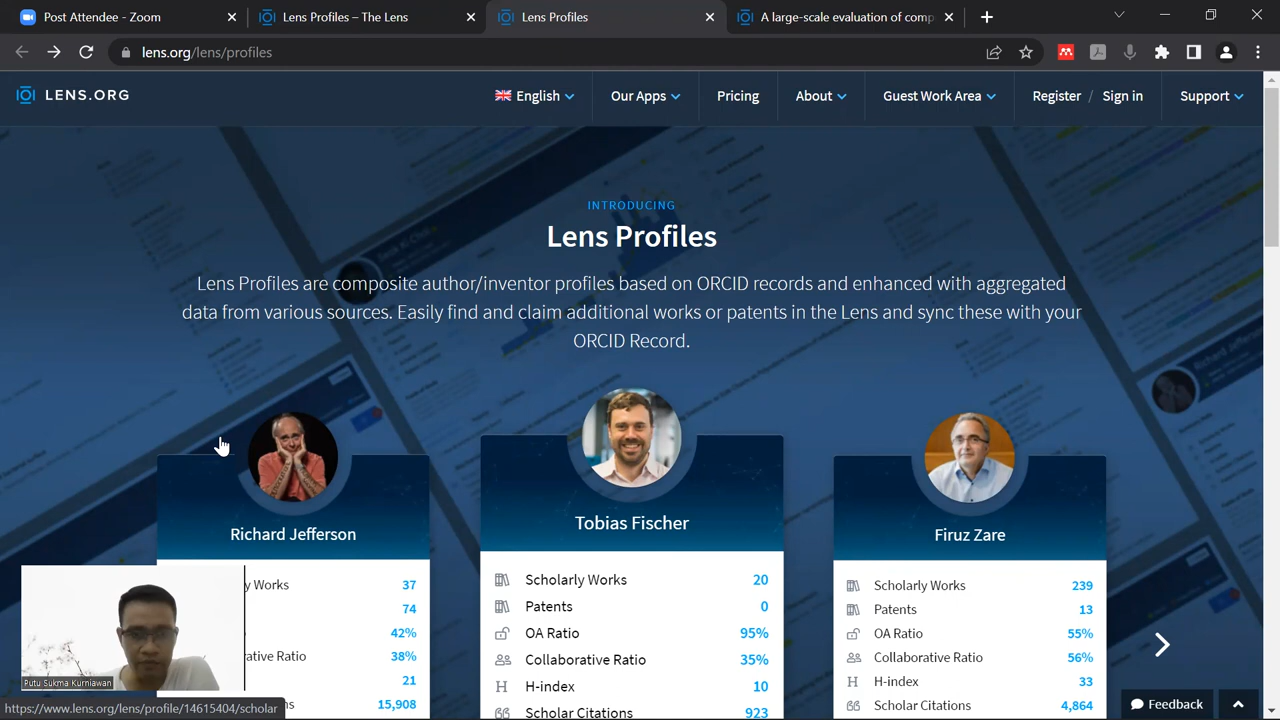 Post Attendee - Zoom
Lens Profiles – The Lens
Lens Profiles
A large-scale evaluation of comp
lens.org/lens/profiles
LENS.ORG
English
Our Apps
Pricing
About
Guest Work Area
Register / Sign in
Support
INTRODUCING
Lens Profiles
Lens Profiles are composite author/inventor profiles based on ORCID records and enhanced with aggregated
data from various sources. Easily find and claim additional works or patents in the Lens and sync these with your
ORCID Record.
Richard Jefferson
y Works 37
74
42%
ative Ratio 38%
21
ns 15,908
Tobias Fischer
Scholarly Works 20
Patents 0
OA Ratio 95%
Collaborative Ratio 35%
H-index 10
Scholar Citations 923
Firuz Zare
Scholarly Works 239
Patents 13
OA Ratio 55%
Collaborative Ratio 56%
H-index 33
Scholar Citations 4,864
Putu Sukma Kurniawan
https://www.lens.org/lens/profile/14615404/scholar
Feedback